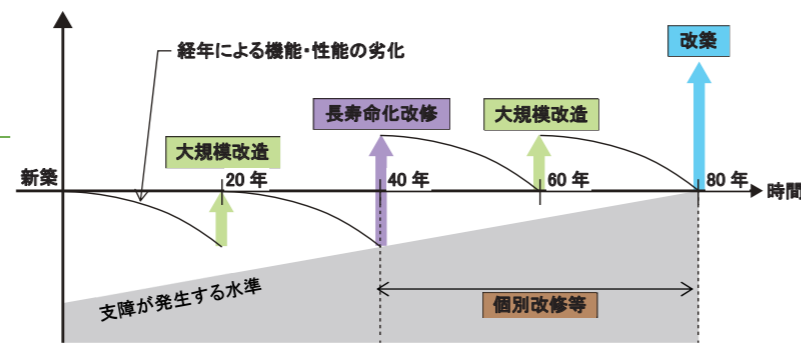 経年による機能・性能の劣化
改築
長寿命化改修
大規模改造
大規模改造
新築
20 年
40 年
60 年
80 年
時間
支障が発生する水準
個別改修等